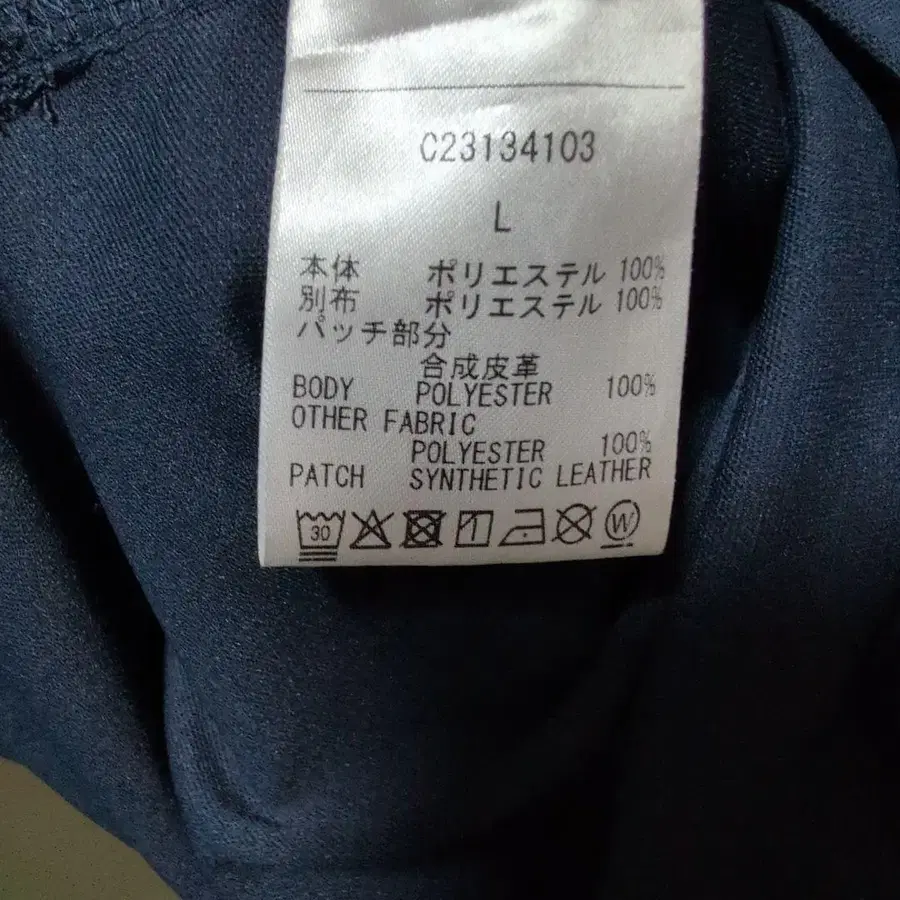 C23134103
L
本体 ポリエステル 100%
別布 ポリエステル 100%
パッチ部分
合成皮革
BODY POLYESTER 100%
OTHER FABRIC
POLYESTER 100%
PATCH SYNTHETIC LEATHER
30 W